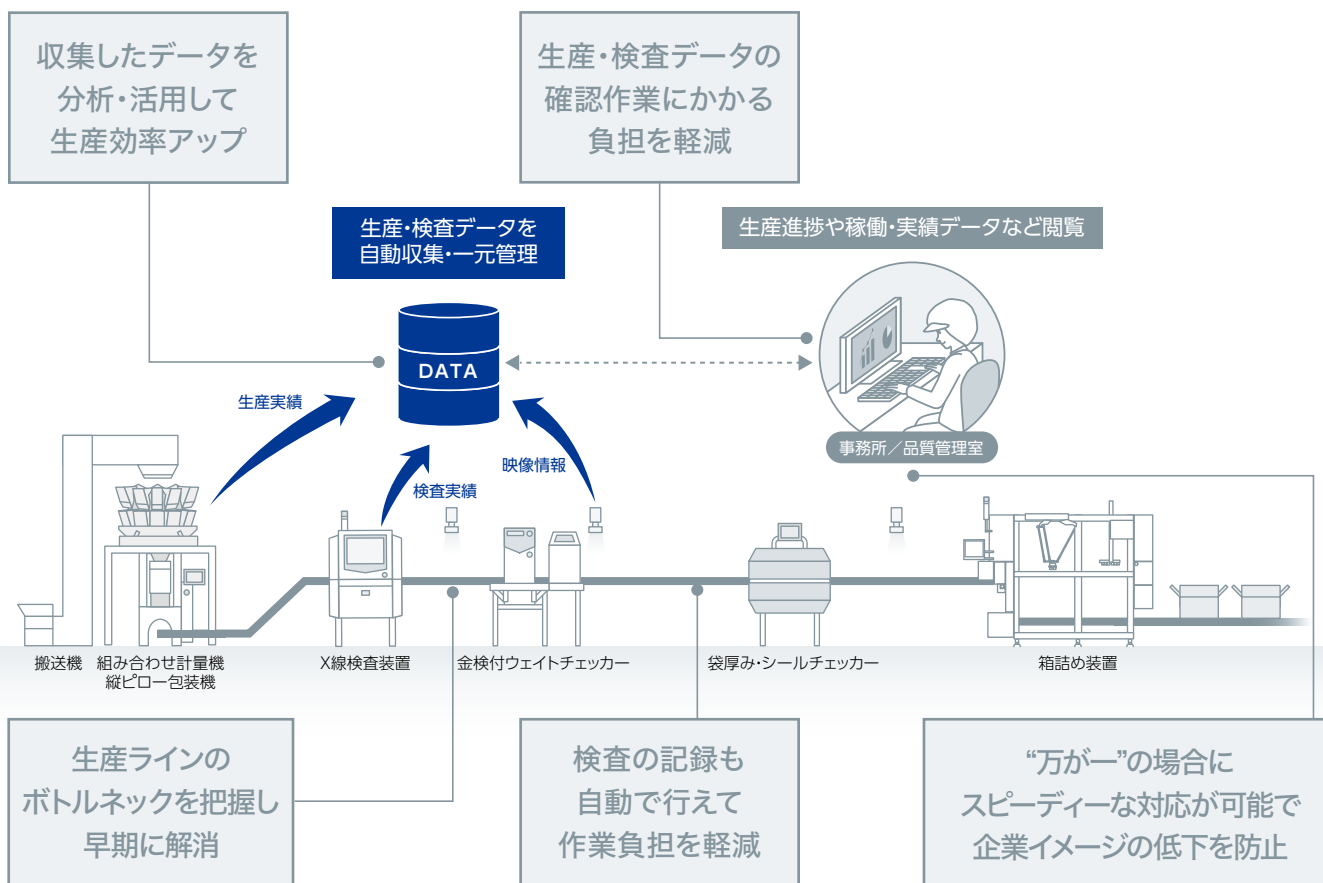 収集したデータを
分析・活用して
生産効率アップ
生産・検査データの
確認作業にかかる
負担を軽減
生産・検査データを
自動収集・一元管理
生産進捗や稼働・実績データなど閲覧
DATA
生産実績
検査実績
映像情報
事務所／品質管理室
搬送機
組み合わせ計量機
縦ピロー包装機
X線検査装置
金検付ウェイトチェッカー
袋厚み・シールチェッカー
箱詰め装置
生産ラインの
ボトルネックを把握し
早期に解消
検査の記録も
自動で行えて
作業負担を軽減
“万が一”の場合に
スピーディーな対応が可能で
企業イメージの低下を防止